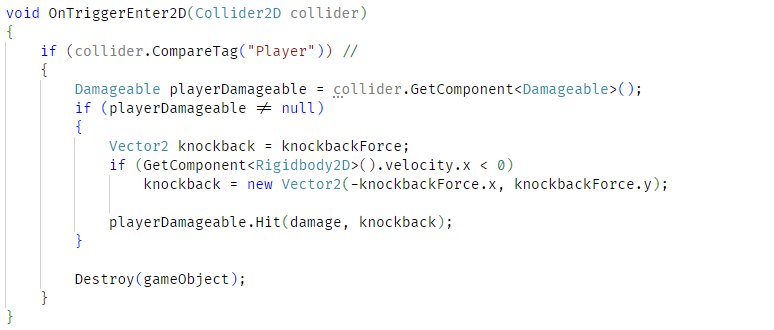 void OnTriggerEnter2D(Collider2D collider)
{
    if (collider.CompareTag("Player")) //
    {
        Damageable playerDamageable = collider.GetComponent<Damageable>();
        if (playerDamageable != null)
        {
            Vector2 knockback = knockbackForce;
            if (GetComponent<Rigidbody2D>().velocity.x < 0)
                knockback = new Vector2(-knockbackForce.x, knockbackForce.y);

            playerDamageable.Hit(damage, knockback);
        }

        Destroy(gameObject);
    }
}